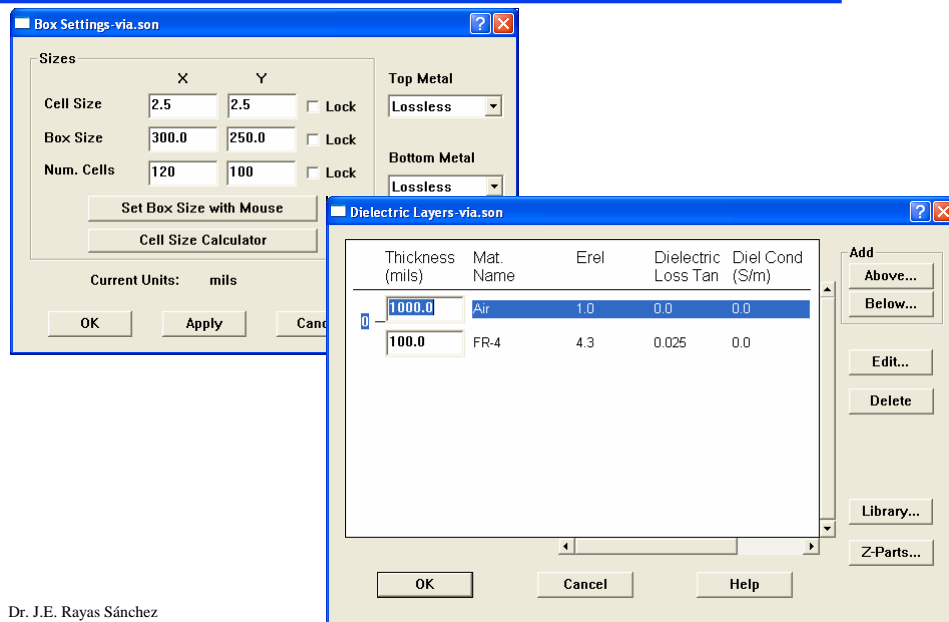 Box Settings-via.son
Sizes
X Y
Cell Size 2.5 2.5 Lock
Box Size 300.0 250.0 Lock
Num. Cells 120 100 Lock
Set Box Size with Mouse
Cell Size Calculator
Top Metal
Lossless
Bottom Metal
Lossless
Current Units: mils
OK Apply
Dielectric Layers-via.son
Thickness Mat. Erel Dielectric Diel Cond
(mils) Name Loss Tan (S/m)
1000.0 Air 1.0 0.0 0.0
0
100.0 FR-4 4.3 0.025 0.0
Add
Above...
Below...
Edit...
Delete
Library...
Z-Parts...
OK Cancel Help
Dr. J.E. Rayas Sánchez